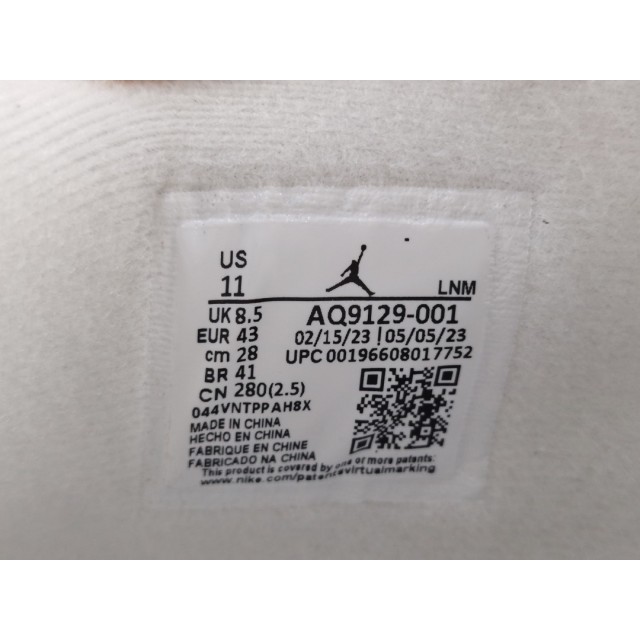 US
11
LNM
UK 8.5
EUR 43
cm 28
BR 41
CN 280(2.5)
AQ9129-001
02/15/23 | 05/05/23
UPC 00196608017752
044VNTPPAH8X
MADE IN CHINA
HECHO EN CHINA
FABRIQUE EN CHINE
FABRICADO NA CHINA
This product is covered by one or more patents:
www.nike.com/patentsvirtualmarking